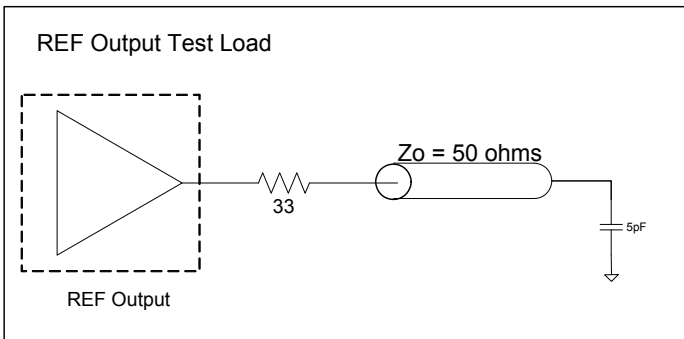 REF Output Test Load
Zo = 50 ohms
33
5pF
REF Output